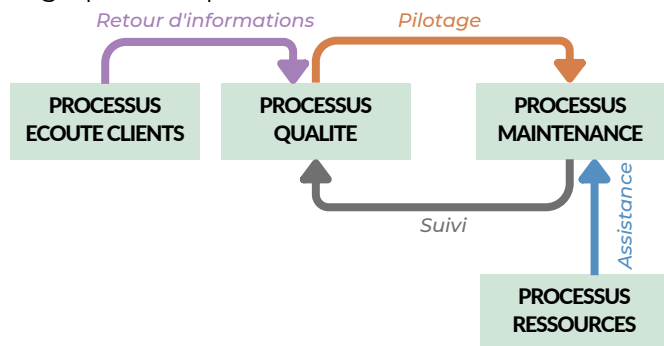 Retour d'informations
Pilotage
PROCESSUS
ECOUTE CLIENTS
PROCESSUS
QUALITE
PROCESSUS
MAINTENANCE
Suivi
Assistance
PROCESSUS
RESSOURCES